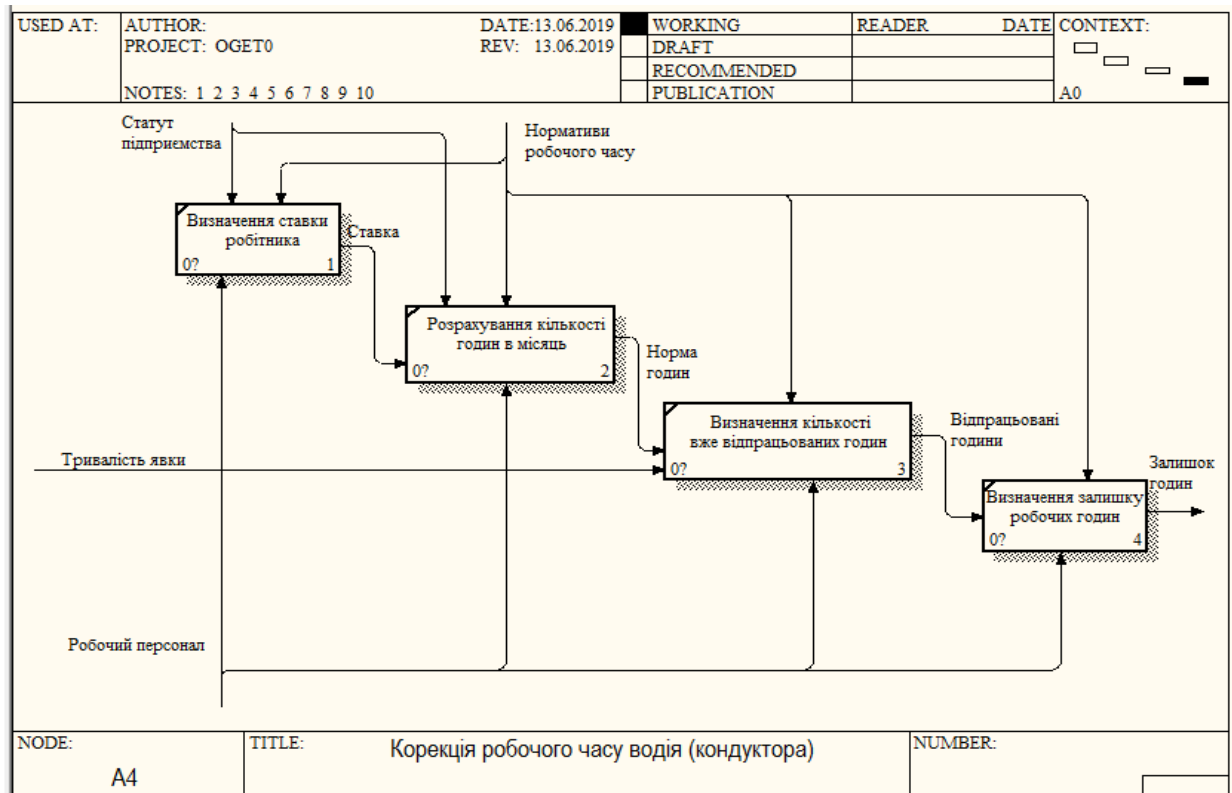 USED AT:
AUTHOR:
DATE:13.06.2019
WORKING
READER
DATE
CONTEXT:
PROJECT: OGET0
REV: 13.06.2019
DRAFT
RECOMMENDED
NOTES: 1 2 3 4 5 6 7 8 9 10
PUBLICATION
A0
Статут
підприємства
Нормативи
робочого часу
Визначення ставки
робітника
0?
1
Ставка
Розрахування кількості
годин в місяць
0?
2
Норма
годин
Визначення кількості
вже відпрацьованих годин
0?
3
Відпрацьовані
години
Тривалість явки
Залишок
годин
Визначення залишку
робочих годин
0?
4
Робочий персонал
NODE:
A4
TITLE:
Корекція робочого часу водія (кондуктора)
NUMBER: